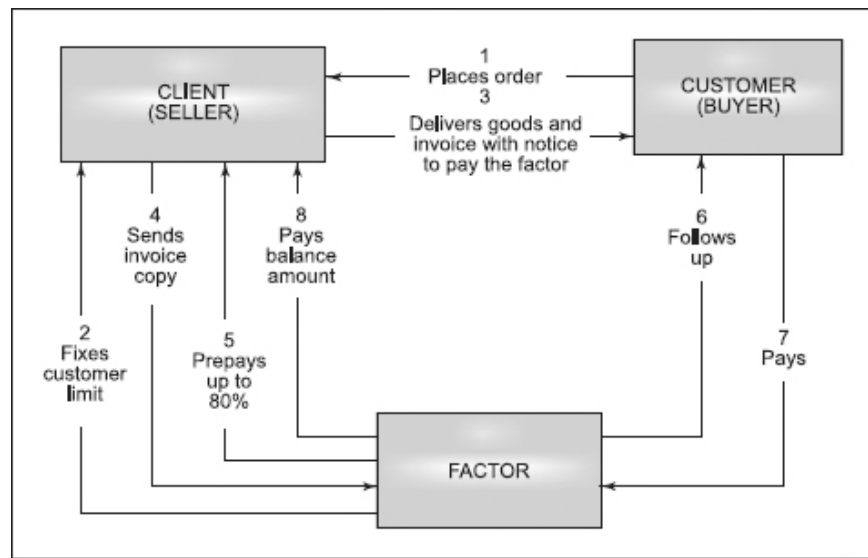 CLIENT
(SELLER)
1
Places order
3
Delivers goods and
invoice with notice
to pay the factor
CUSTOMER
(BUYER)
2
Fixes
customer
limit
4
Sends
invoice
copy
5
Prepays
up to
80%
8
Pays
balance
amount
6
Follows
up
7
Pays
FACTOR